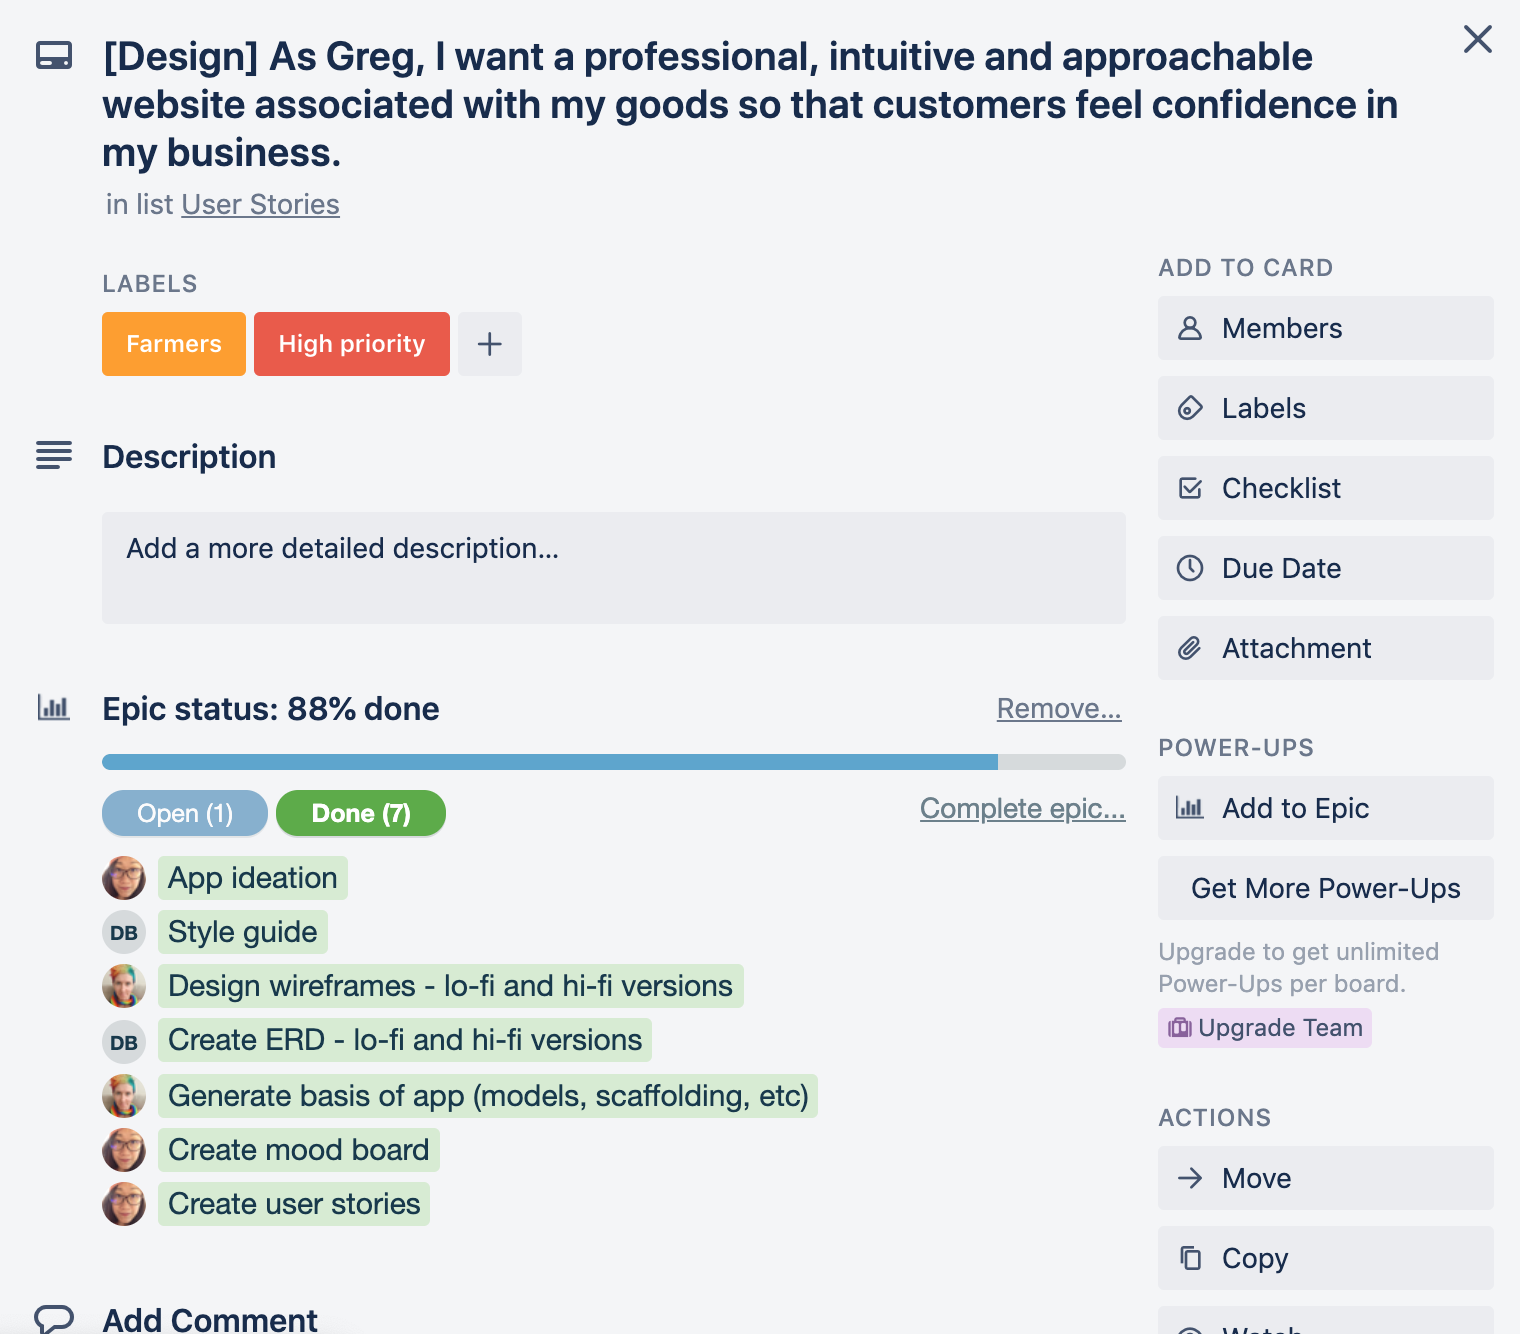 [Design] As Greg, I want a professional, intuitive and approachable
website associated with my goods so that customers feel confidence in
my business.
in list User Stories
LABELS
Farmers
High priority
Description
Add a more detailed description...
Epic status: 88% done
Remove...
Open (1)
Done (7)
Complete epic...
App ideation
DB
Style guide
Design wireframes - lo-fi and hi-fi versions
DB
Create ERD - lo-fi and hi-fi versions
Generate basis of app (models, scaffolding, etc)
Create mood board
Create user stories
Add Comment
ADD TO CARD
Members
Labels
Checklist
Due Date
Attachment
POWER-UPS
Add to Epic
Get More Power-Ups
Upgrade to get unlimited
Power-Ups per board.
Upgrade Team
ACTIONS
Move
Copy